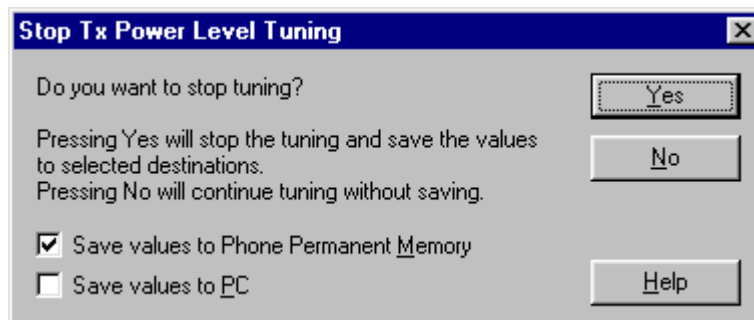 Stop Tx Power Level Tuning
Do you want to stop tuning?
Yes
Pressing Yes will stop the tuning and save the values
to selected destinations.
Pressing No will continue tuning without saving.
No
Save values to Phone Permanent Memory
Save values to PC
Help